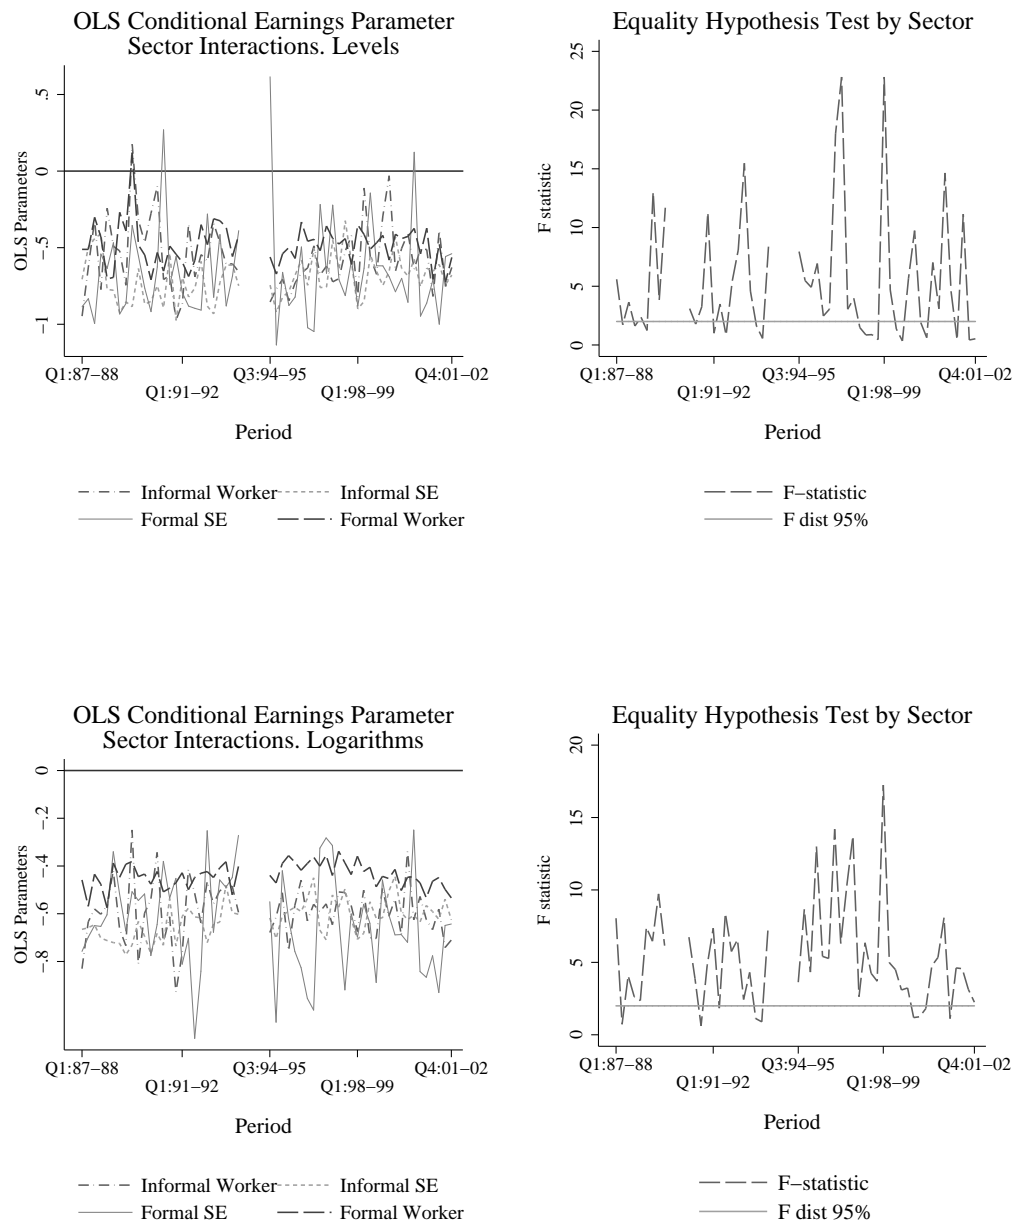 OLS Conditional Earnings Parameter
Sector Interactions. Levels
OLS Parameters
.5
0
−.5
−1
Q1:87−88
Q3:94−95
Q4:01−02
Q1:91−92
Q1:98−99
Period
Informal Worker
Informal SE
Formal SE
Formal Worker
Equality Hypothesis Test by Sector
F statistic
25
20
15
10
5
0
Q1:87−88
Q3:94−95
Q4:01−02
Q1:91−92
Q1:98−99
Period
F−statistic
F dist 95%
OLS Conditional Earnings Parameter
Sector Interactions. Logarithms
OLS Parameters
0
−.2
−.4
−.6
−.8
Q1:87−88
Q3:94−95
Q4:01−02
Q1:91−92
Q1:98−99
Period
Informal Worker
Informal SE
Formal SE
Formal Worker
Equality Hypothesis Test by Sector
F statistic
20
15
10
5
0
Q1:87−88
Q3:94−95
Q4:01−02
Q1:91−92
Q1:98−99
Period
F−statistic
F dist 95%